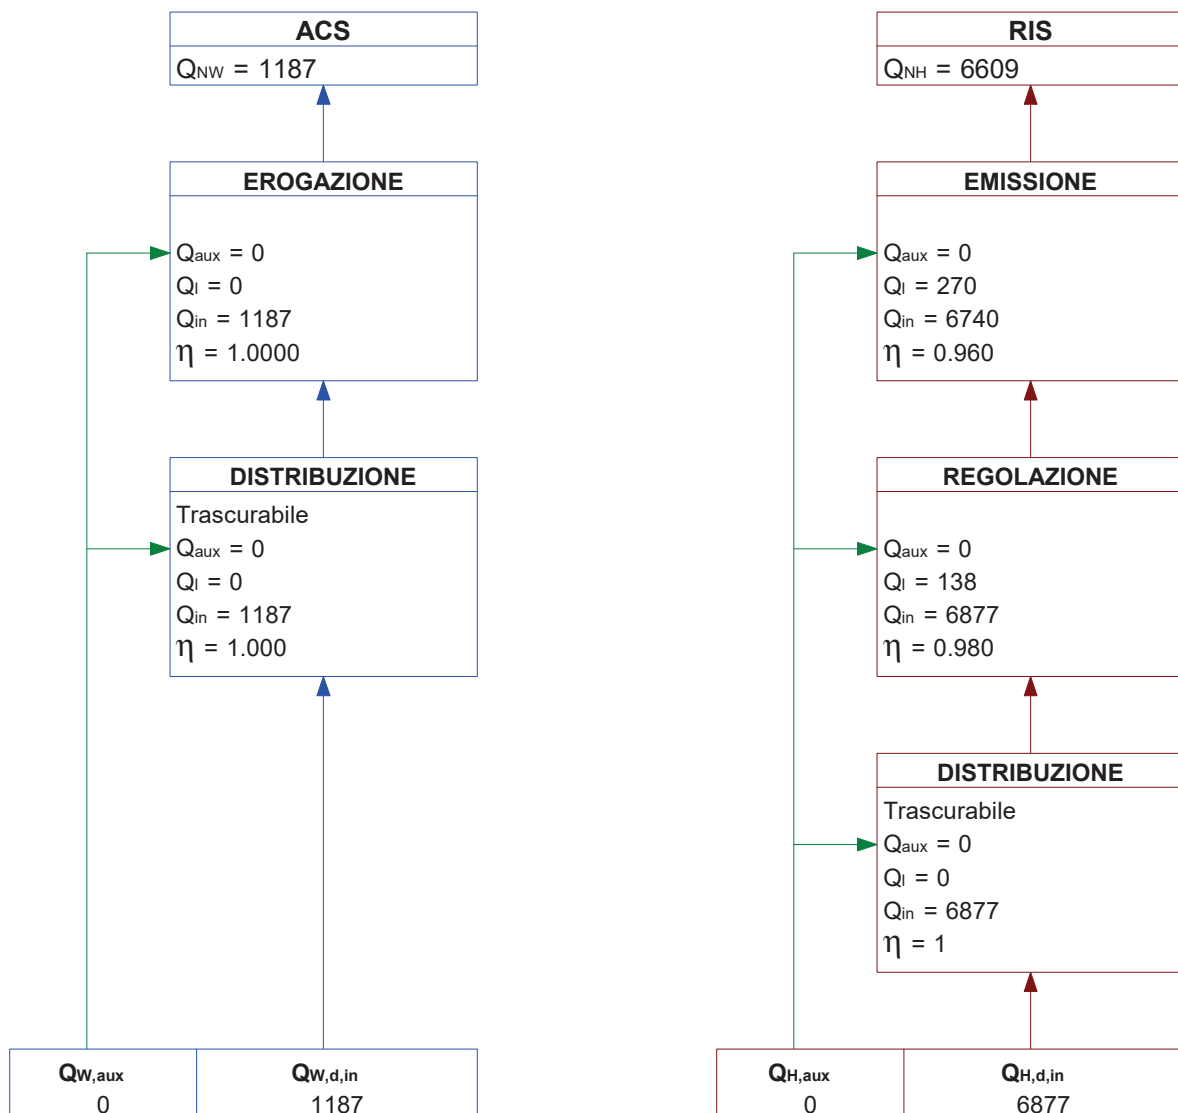 ACS
QNW = 1187
EROGAZIONE
Qaux = 0
Ql = 0
Qin = 1187
η = 1.0000
DISTRIBUZIONE
Trascurabile
Qaux = 0
Ql = 0
Qin = 1187
η = 1.000
QW,aux QW,d,in
0 1187
RIS
QNH = 6609
EMISSIONE
Qaux = 0
Ql = 270
Qin = 6740
η = 0.960
REGOLAZIONE
Qaux = 0
Ql = 138
Qin = 6877
η = 0.980
DISTRIBUZIONE
Trascurabile
Qaux = 0
Ql = 0
Qin = 6877
η = 1
QH,aux QH,d,in
0 6877